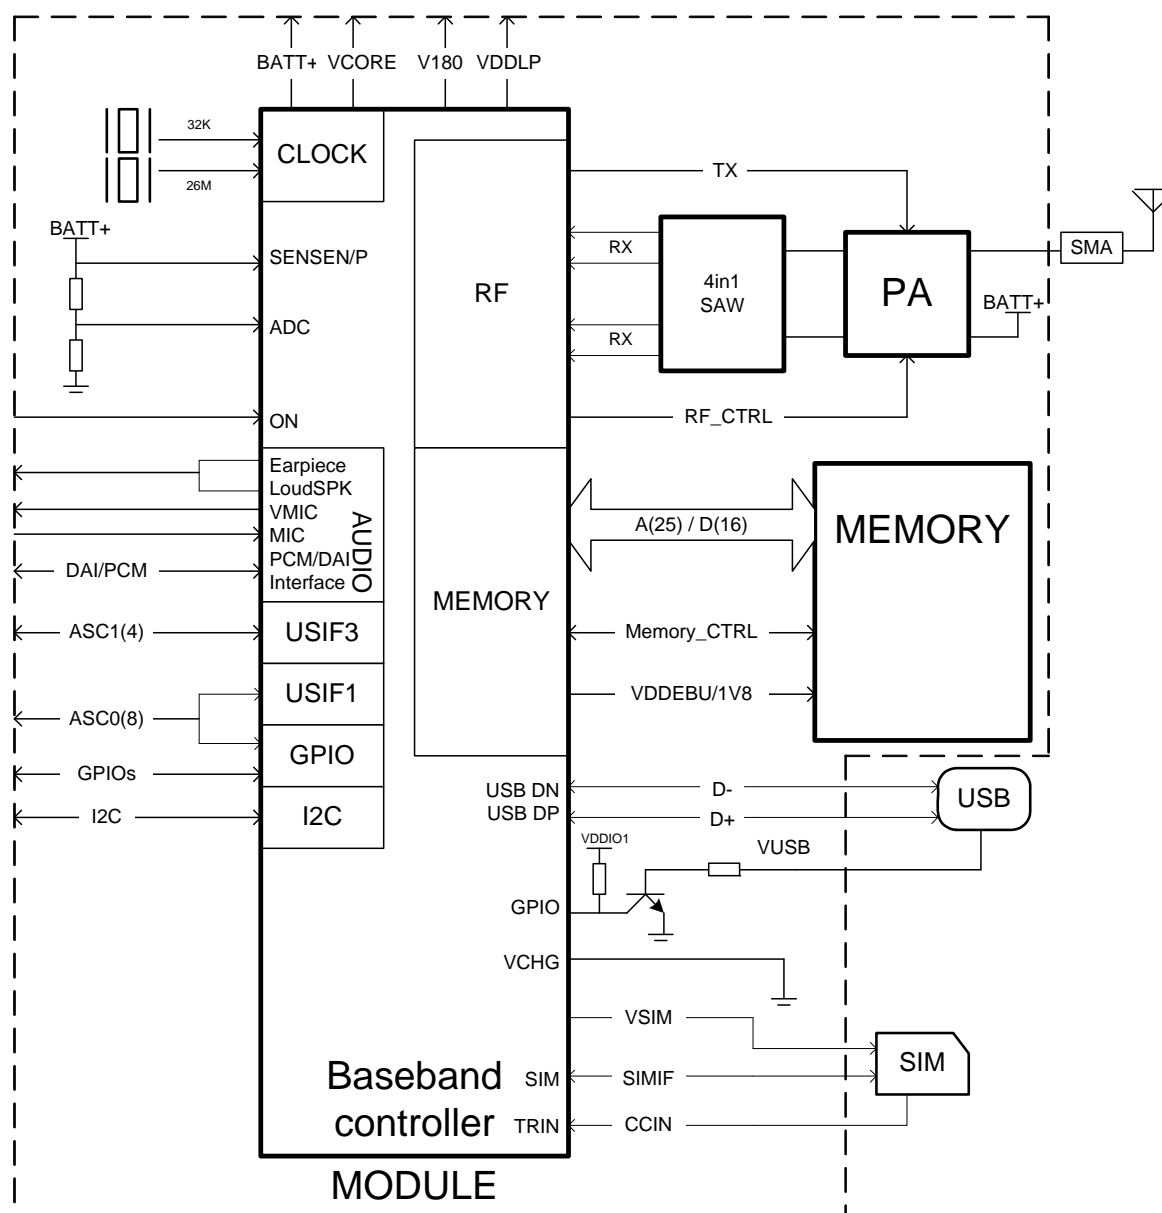 BATT+ VCORE V180 VDDLP
32K
26M
CLOCK
BATT+
SENSEN/P
ADC
ON
Earpiece
LoudSPK
VMIC
MIC
PCM/DAI
Interface
AUDIO
DAI/PCM
ASC1(4)
USIF3
USIF1
ASC0(8)
GPIO
GPIOs
I2C
I2C
RF
TX
RX
RX
4in1
SAW
PA
SMA
BATT+
RF_CTRL
MEMORY
A(25) / D(16)
MEMORY
Memory_CTRL
VDDEBU/1V8
USB DN
USB DP
D-
D+
USB
VDDIO1
VUSB
GPIO
VCHG
VSIM
SIM
SIMIF
SIM
TRIN
CCIN
Baseband
controller
MODULE